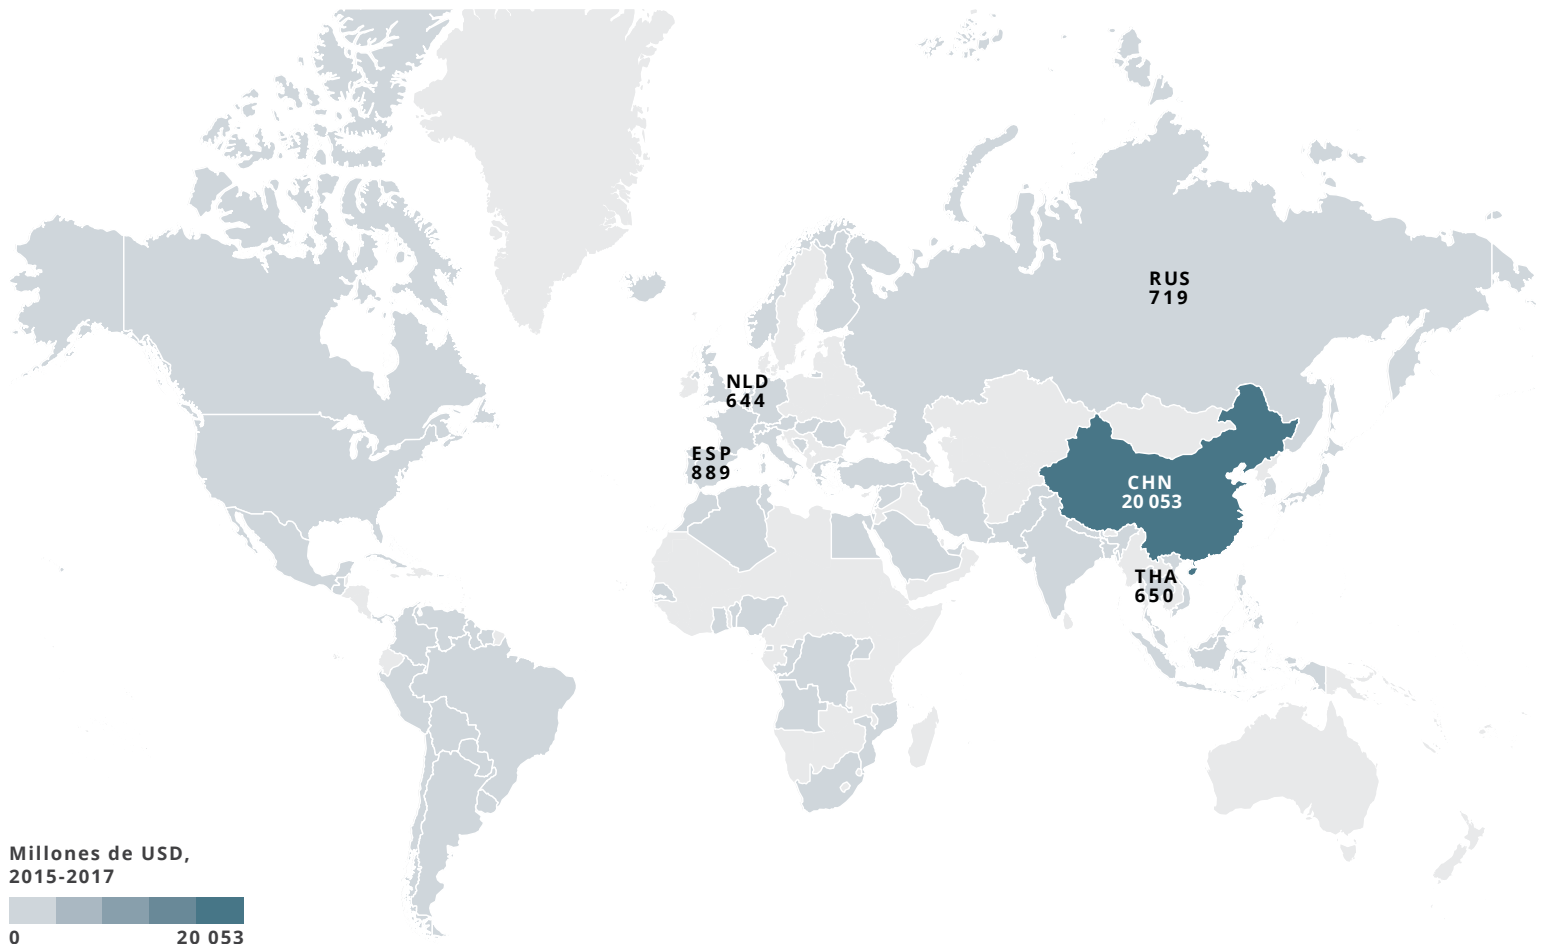 RUS
719
NLD
644
ESP
889
CHN
20 053
THA
650
Millones de USD,
2015-2017
0
20 053